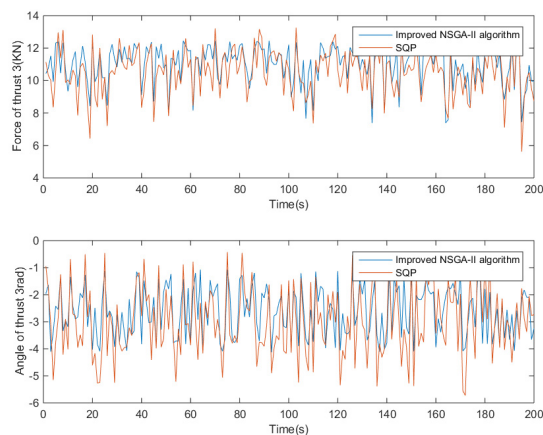 14
12
10
8
6
4
Forces of thrust 3(KN)
Improved NSGA-II algorithm
SQP
0 20 40 60 80 100 120 140 160 180 200
Time(s)
0
-1
-2
-3
-4
-5
-6
Angle of thrust 3rad)
Improved NSGA-II algorithm
SQP
0 20 40 60 80 100 120 140 160 180 200
Time(s)